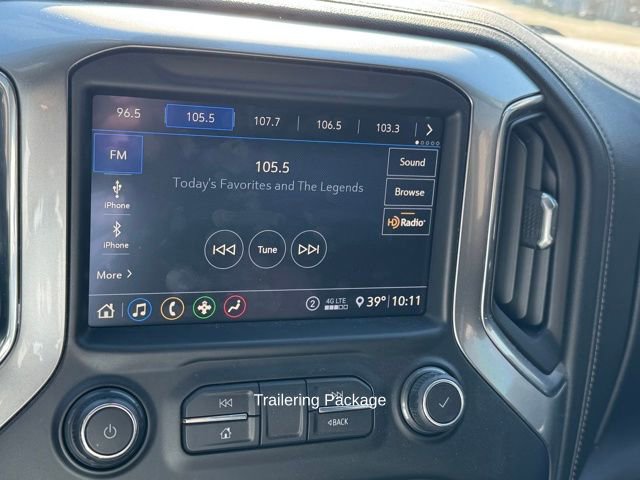 96.5 105.5 107.7 106.5 103.3
FM
105.5
Today's Favorites and The Legends
Sound
Browse
HD Radio
iPhone
iPhone
Tune
More
2 4G LTE 39° 10:11
Trailering Package
BACK